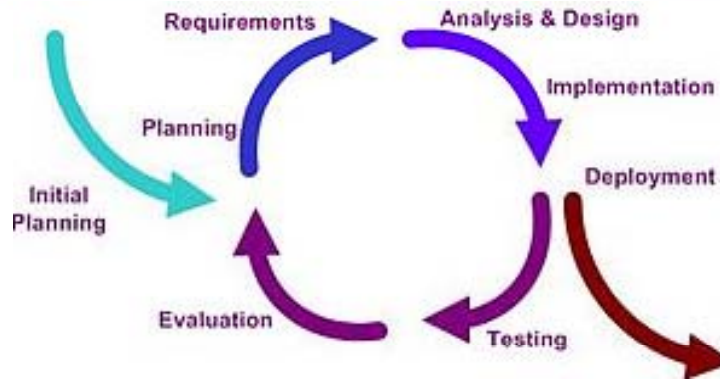 Requirements
Analysis & Design
Implementation
Planning
Deployment
Initial
Planning
Evaluation
Testing